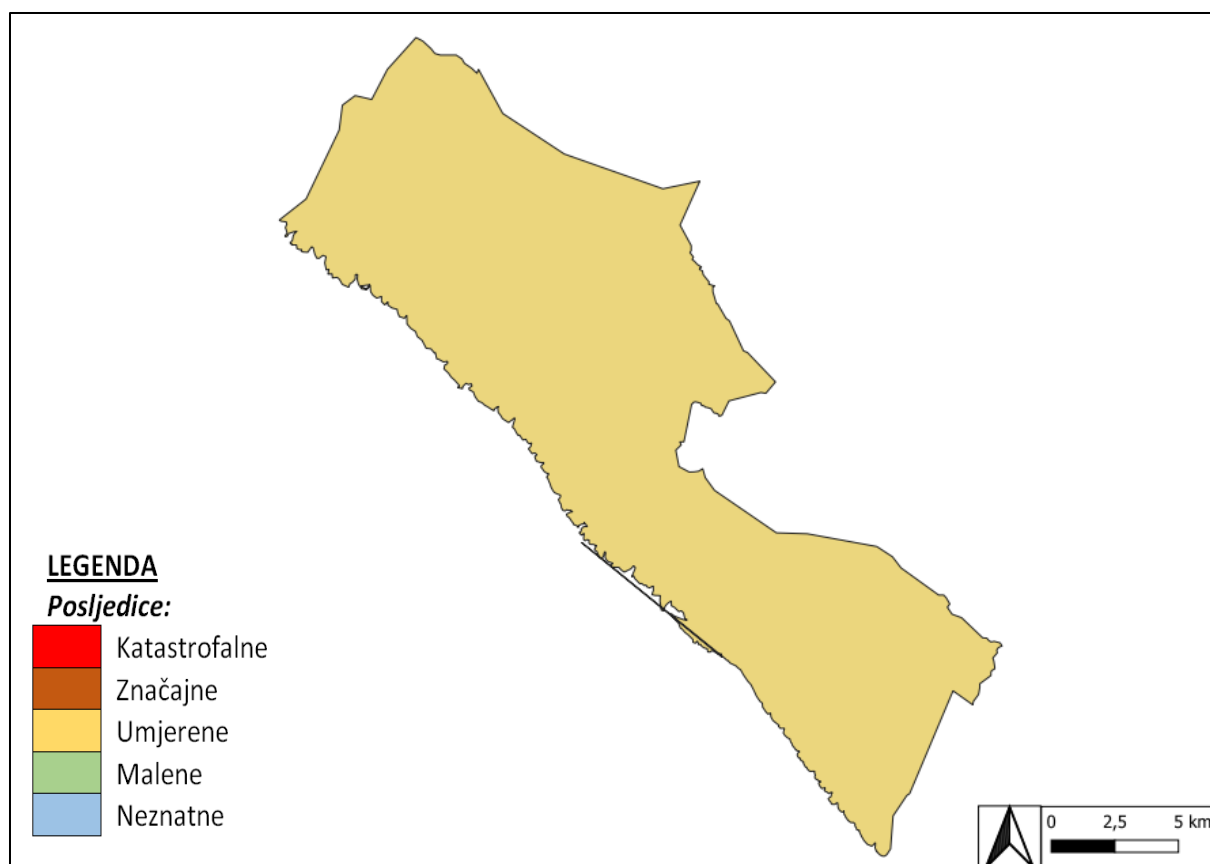 LEGENDA
Posljedice:
Katastrofalne
Značajne
Umjerene
Malene
Neznatne
0 2,5 5 km